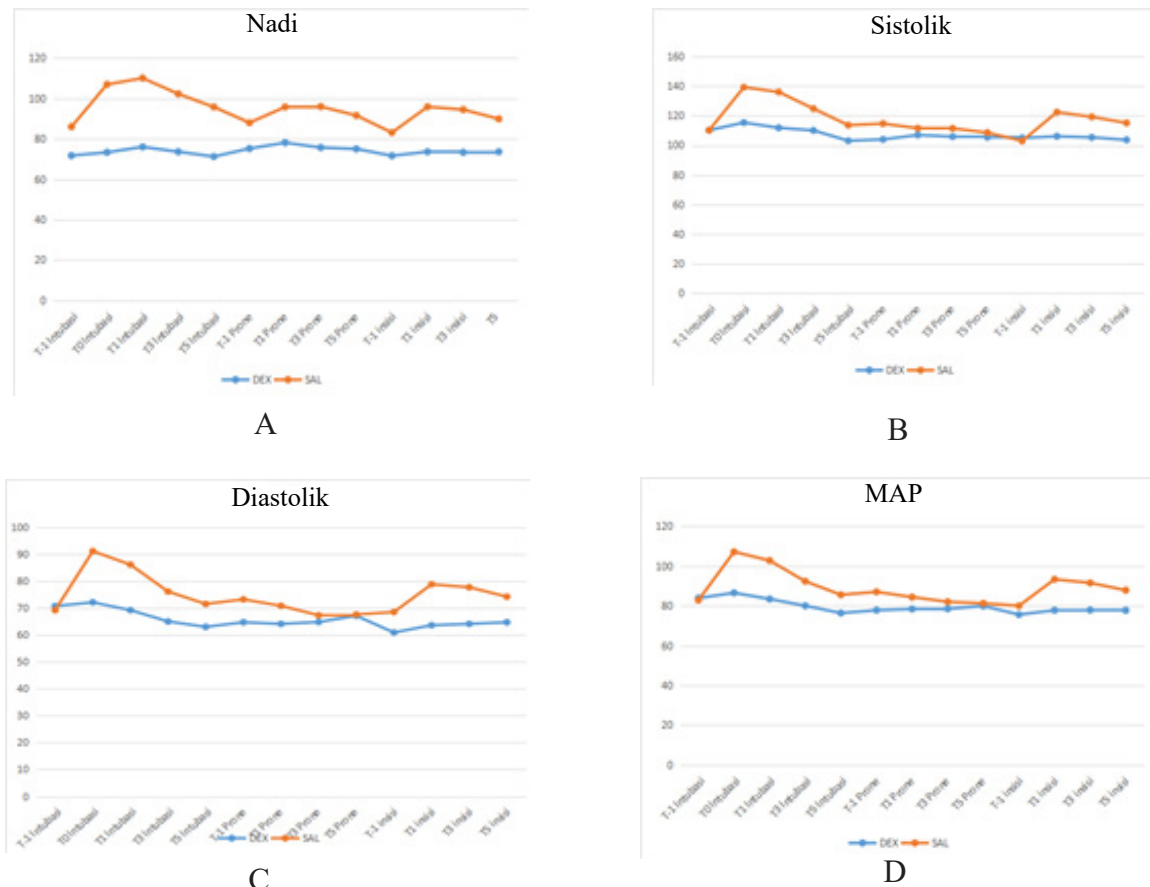 Nadi
120
100
80
60
40
20
0
T-1 Intubasi
T0 Intubasi
T1 Intubasi
T3 Intubasi
T5 Intubasi
T-1 Prone
T1 Prone
T3 Prone
T5 Prone
T-1 insisi
T1 insisi
T3 insisi
T5
DEX SAL
A
Sistolik
160
140
120
100
80
60
40
20
0
T-1 Intubasi
T0 Intubasi
T1 Intubasi
T3 Intubasi
T5 Intubasi
T-1 Prone
T1 Prone
T3 Prone
T5 Prone
T-1 insisi
T1 insisi
T3 insisi
T5 insisi
DEX SAL
B
Diastolik
100
90
80
70
60
50
40
30
20
10
0
T-1 Intubasi
T0 Intubasi
T1 Intubasi
T3 Intubasi
T5 Intubasi
T-1 Prone
T1 Prone
T3 Prone
T5 Prone
T-1 insisi
T1 insisi
T3 insisi
T5 insisi
DEX SAL
C
MAP
120
100
80
60
40
20
0
T-1 Intubasi
T0 Intubasi
T1 Intubasi
T3 Intubasi
T5 Intubasi
T-1 Prone
T1 Prone
T3 Prone
T5 Prone
T-1 insisi
T1 insisi
T3 insisi
T5 insisi
DEX SAL
D